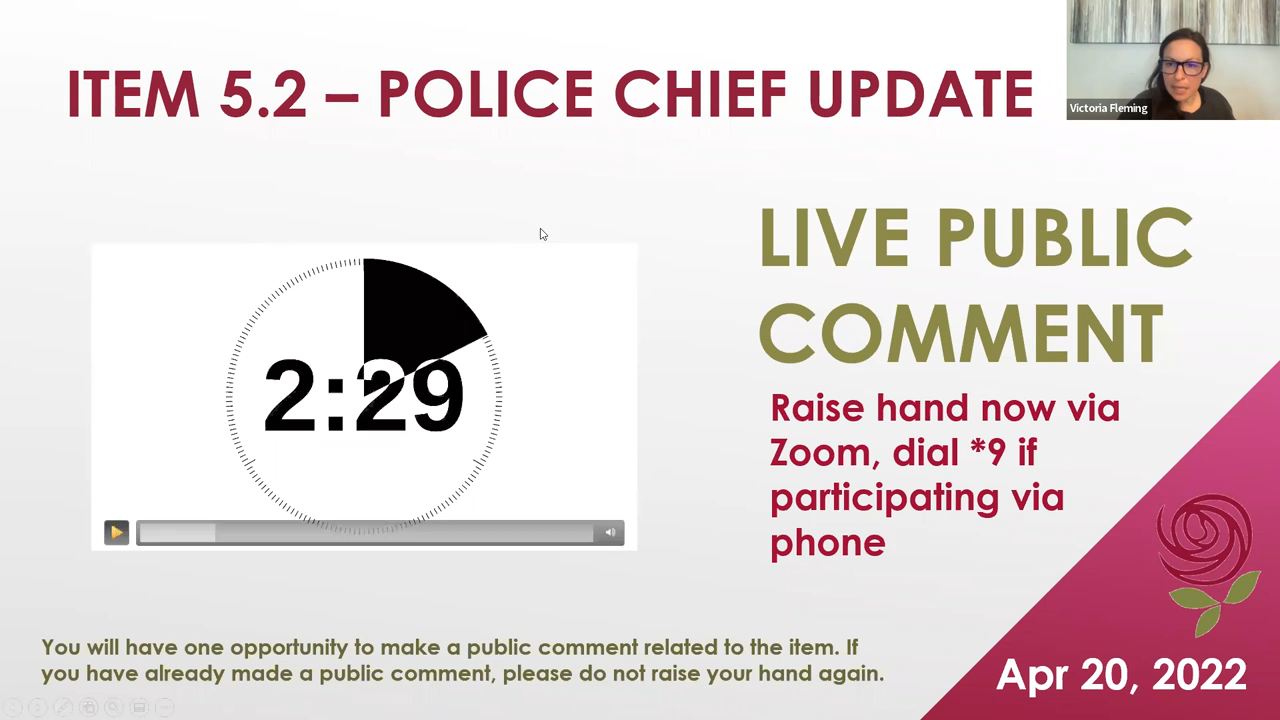 ITEM 5.2 – POLICE CHIEF UPDATE
Victoria Fleming
LIVE PUBLIC
COMMENT
2:29
Raise hand now via
Zoom, dial *9 if
participating via
phone
You will have one opportunity to make a public comment related to the item. If
you have already made a public comment, please do not raise your hand again.
Apr 20, 2022